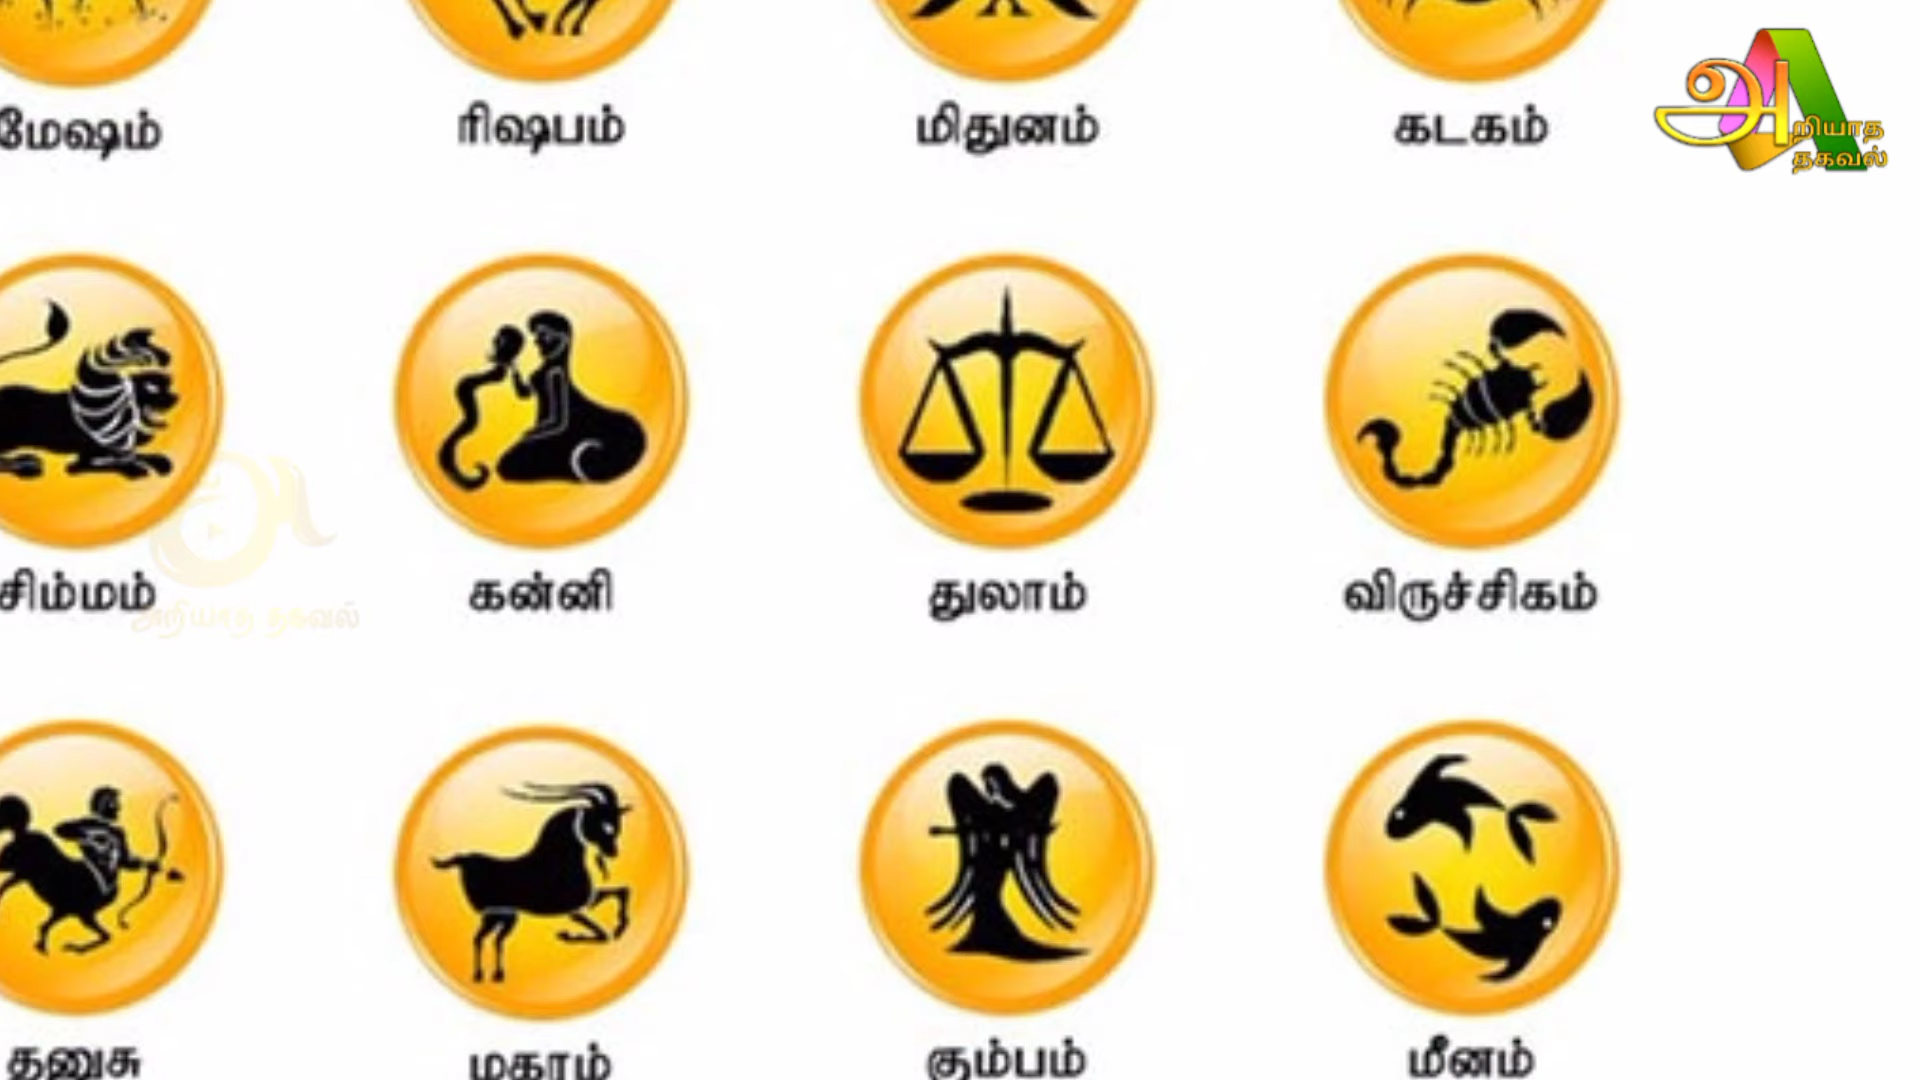 மேஷம் ரிஷபம் மிதுனம் கடகம்
அறியாத
தகவல்
சிம்மம் கன்னி துலாம் விருச்சிகம்
அறியாத தகவல்
தனுசு மகரம் கும்பம் மீனம்